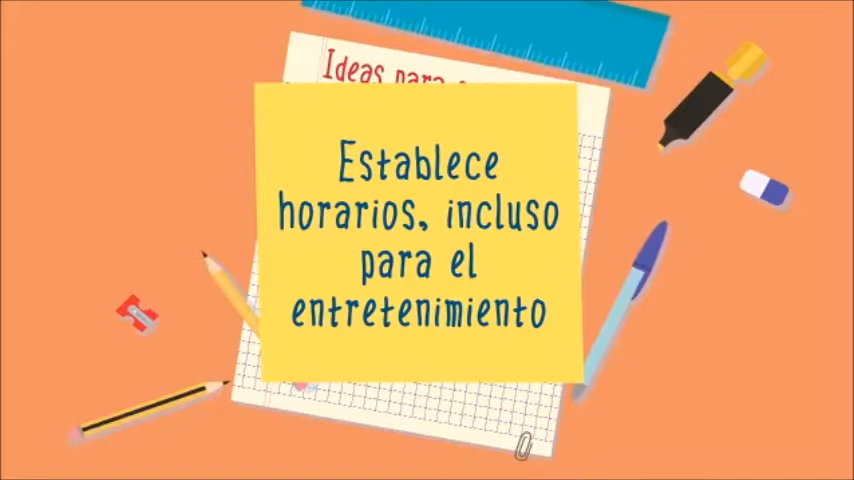 Ideas para
Establece
horarios, incluso
para el
entretenimiento